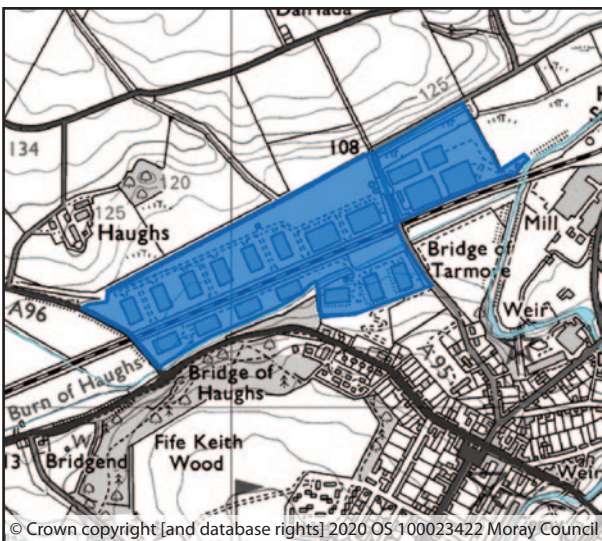 125
134
108
120
125
Haughs
Mill
Bridge of
Tarmore
A96
Weir
Burn of Haughs
Bridge of
Haughs
A95
Fife Keith
Wood
W
Bridgend
13
Weir
© Crown copyright [and database rights] 2020 OS 100023422 Moray Council